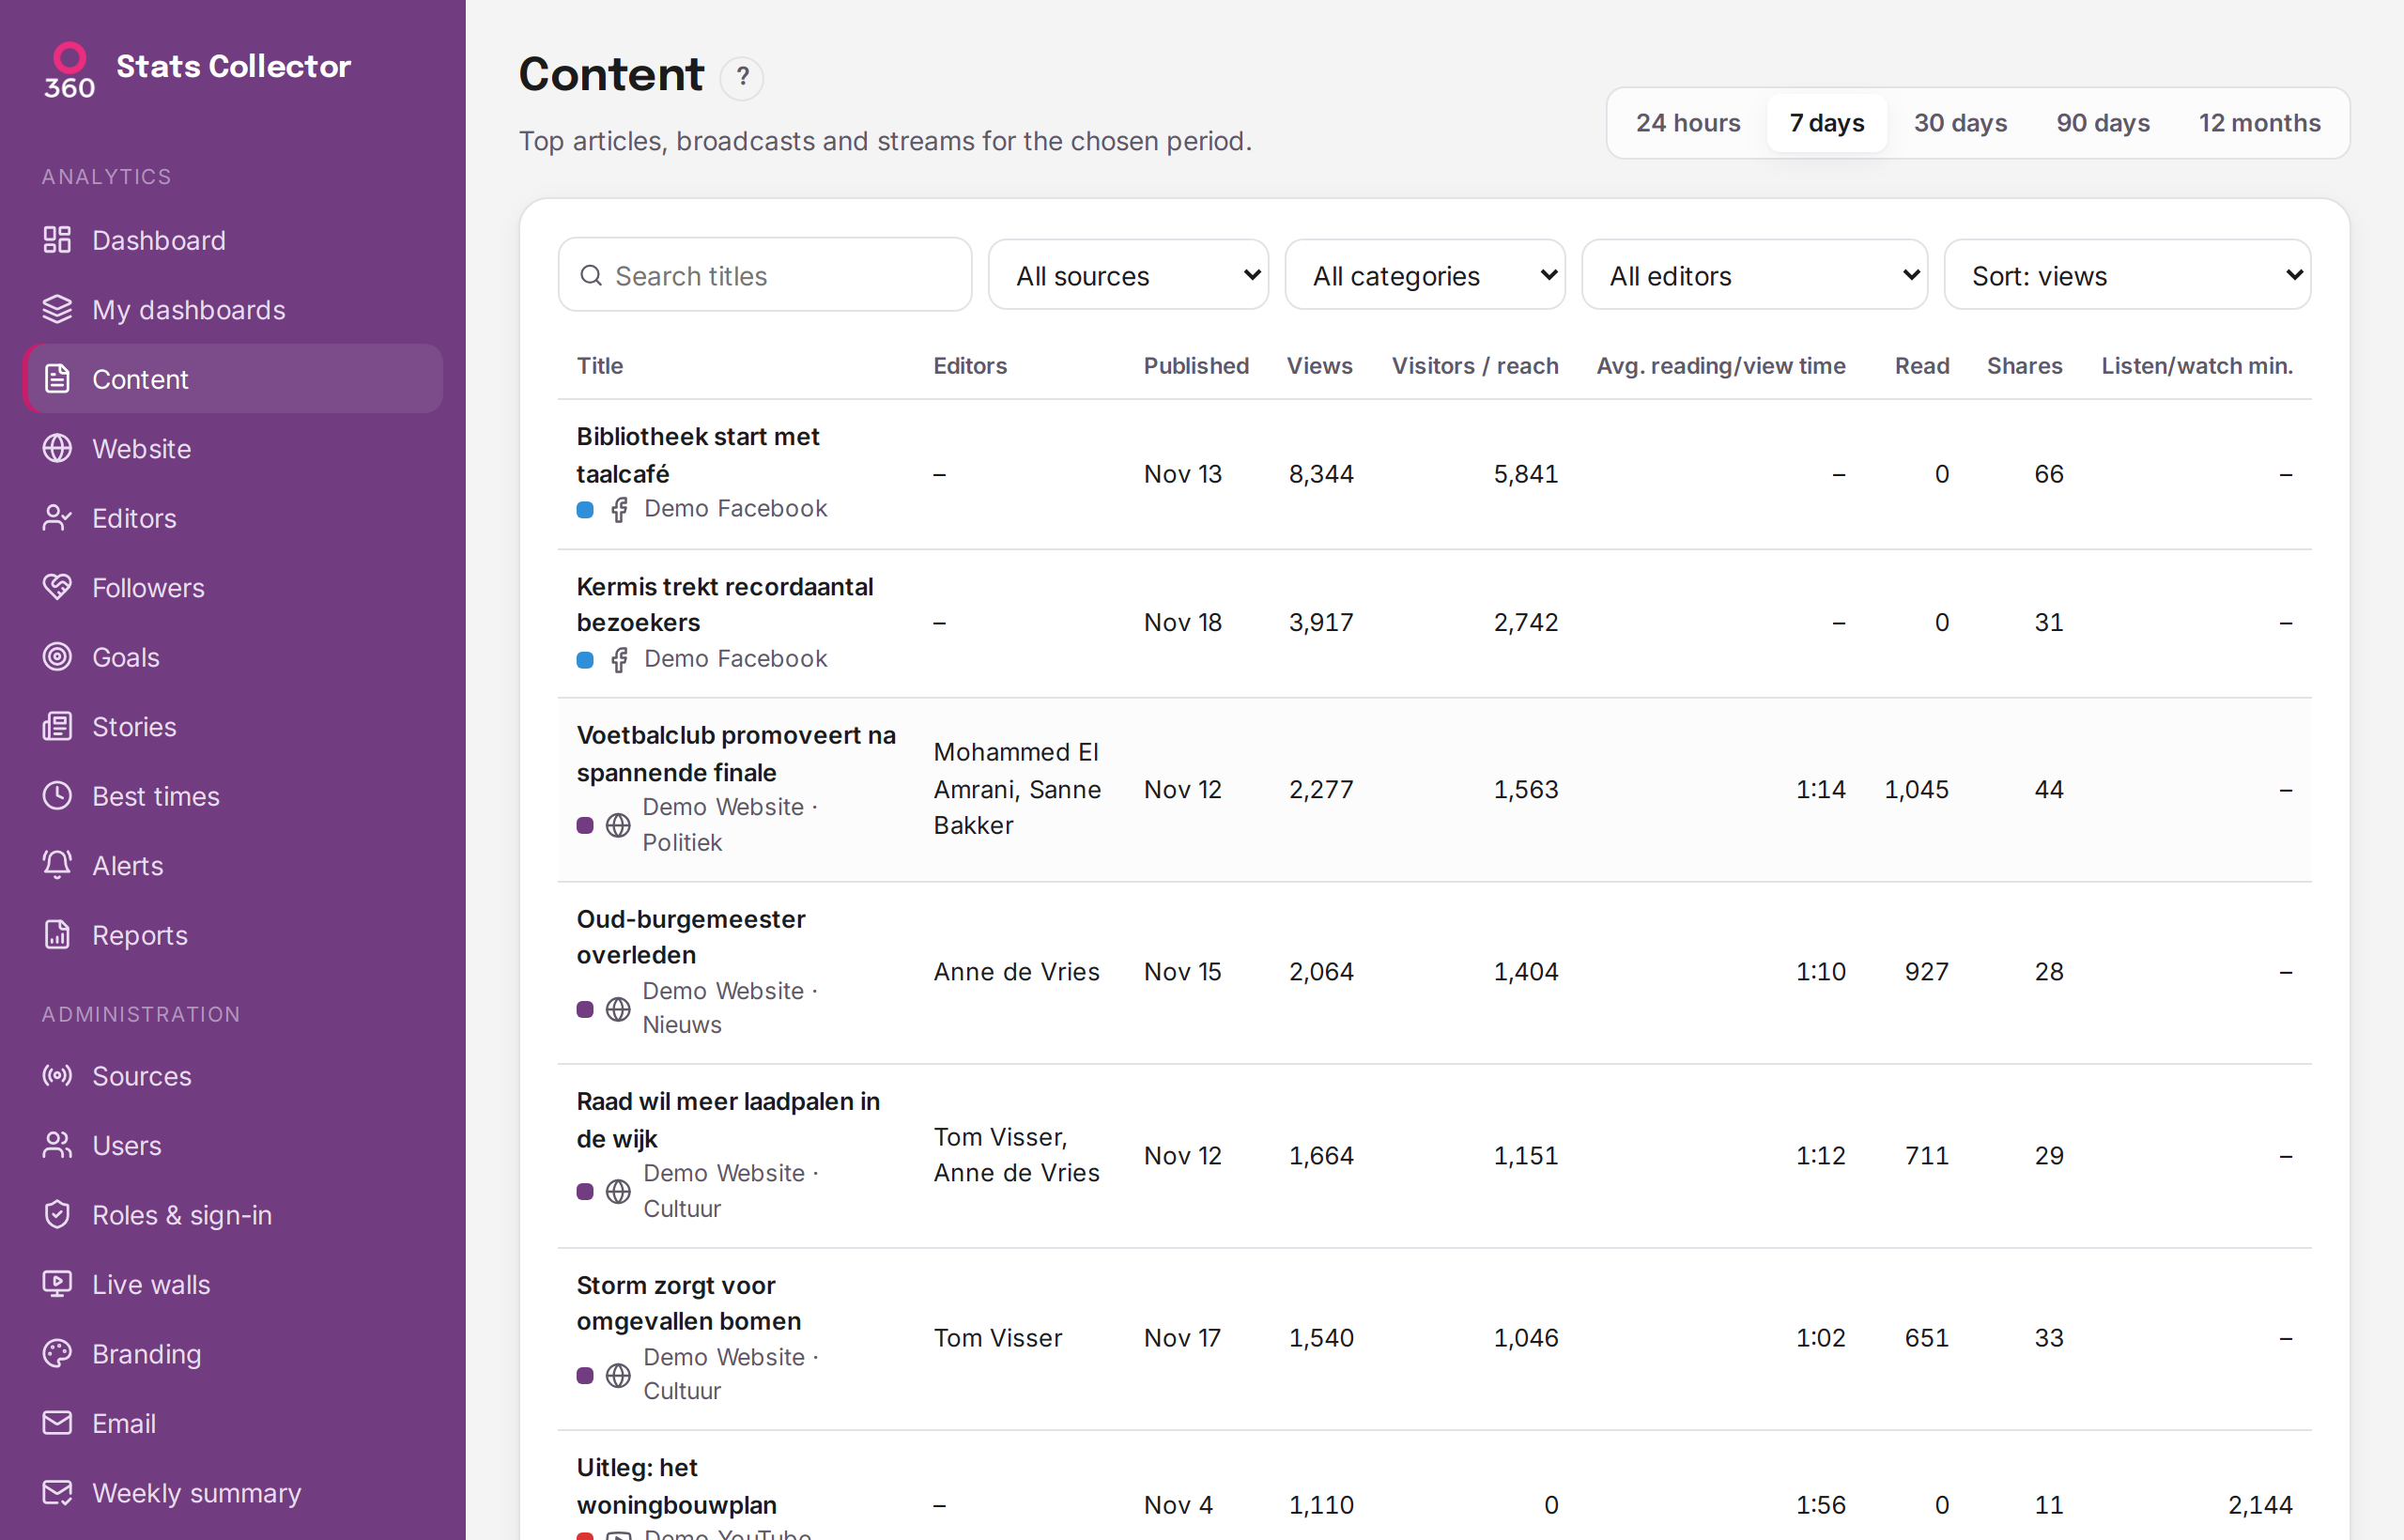 360
Stats Collector
ANALYTICS
Dashboard
My dashboards
Content
Website
Editors
Followers
Goals
Stories
Best times
Alerts
Reports
ADMINISTRATION
Sources
Users
Roles & sign-in
Live walls
Branding
Email
Weekly summary
Content ?
Top articles, broadcasts and streams for the chosen period.
24 hours 7 days 30 days 90 days 12 months
Search titles All sources All categories All editors Sort: views
Title Editors Published Views Visitors / reach Avg. reading/view time Read Shares Listen/watch min.
Bibliotheek start met
taalcafé
Demo Facebook
– Nov 13 8,344 5,841 – 0 66 –
Kermis trekt recordaantal
bezoekers
Demo Facebook
– Nov 18 3,917 2,742 – 0 31 –
Voetbalclub promoveert na
spannende finale
Demo Website ·
Politiek
Mohammed El
Amrani, Sanne
Bakker
Nov 12 2,277 1,563 1:14 1,045 44 –
Oud-burgemeester
overleden
Demo Website ·
Nieuws
Anne de Vries Nov 15 2,064 1,404 1:10 927 28 –
Raad wil meer laadpalen in
de wijk
Demo Website ·
Cultuur
Tom Visser,
Anne de Vries
Nov 12 1,664 1,151 1:12 711 29 –
Storm zorgt voor
omgevallen bomen
Demo Website ·
Cultuur
Tom Visser Nov 17 1,540 1,046 1:02 651 33 –
Uitleg: het
woningbouwplan
Demo YouTube
– Nov 4 1,110 0 1:56 0 11 2,144